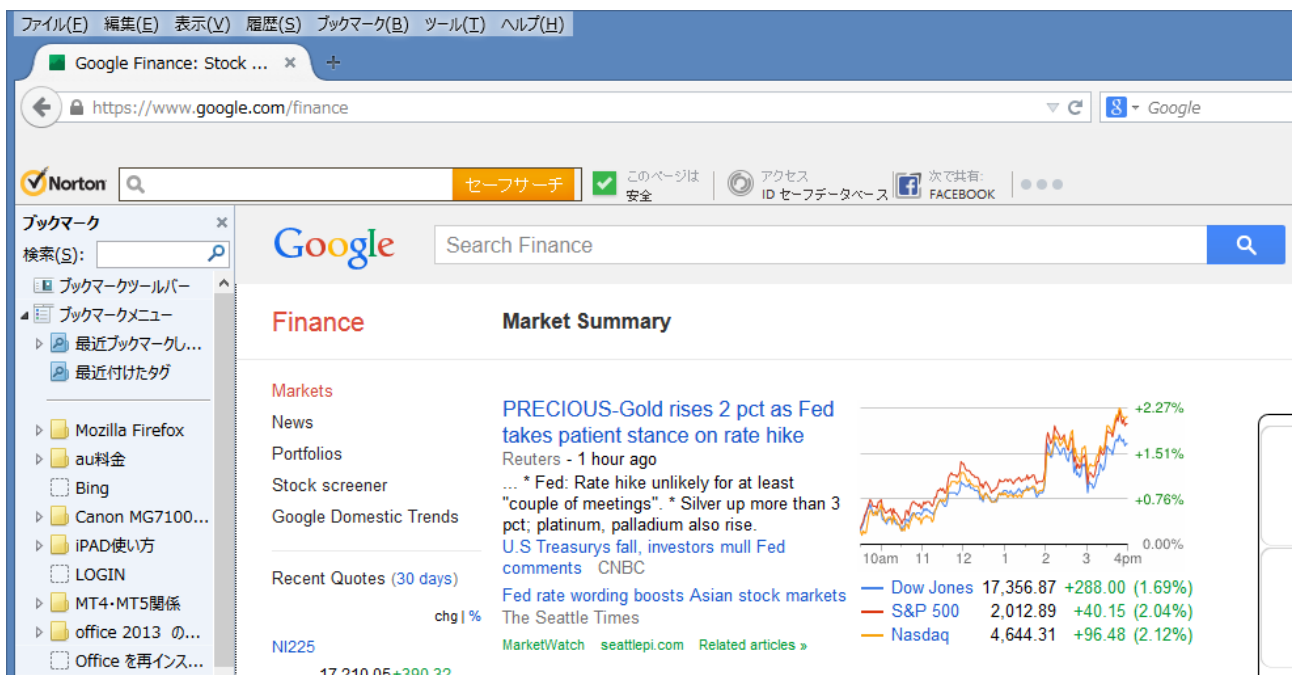 ファイル(F) 編集(E) 表示(V) 履歴(S) ブックマーク(B) ツール(T) ヘルプ(H)
Google Finance: Stock ... × +
https://www.google.com/finance
8 Google
Norton
セーフサーチ
このページは
安全
アクセス
ID セーフデータベース
次で共有:
FACEBOOK
ブックマーク ×
検索(S):
ブックマークツールバー
ブックマークメニュー
最近ブックマークし...
最近付けたタグ
Mozilla Firefox
au料金
Bing
Canon MG7100...
iPAD使い方
LOGIN
MT4・MT5関係
office 2013 の...
Office を再インス...
Google
Search Finance
Finance
Market Summary
Markets
News
Portfolios
Stock screener
Google Domestic Trends
Recent Quotes (30 days)
chg | %
NI225
17,210.05+390.32
PRECIOUS-Gold rises 2 pct as Fed
takes patient stance on rate hike
Reuters - 1 hour ago
... * Fed: Rate hike unlikely for at least
"couple of meetings". * Silver up more than 3
pct; platinum, palladium also rise.
U.S Treasurys fall, investors mull Fed
comments CNBC
Fed rate wording boosts Asian stock markets
The Seattle Times
MarketWatch seattlepi.com Related articles »
+2.27%
+1.51%
+0.76%
0.00%
10am 11 12 1 2 3 4pm
Dow Jones 17,356.87 +288.00 (1.69%)
S&P 500 2,012.89 +40.15 (2.04%)
Nasdaq 4,644.31 +96.48 (2.12%)